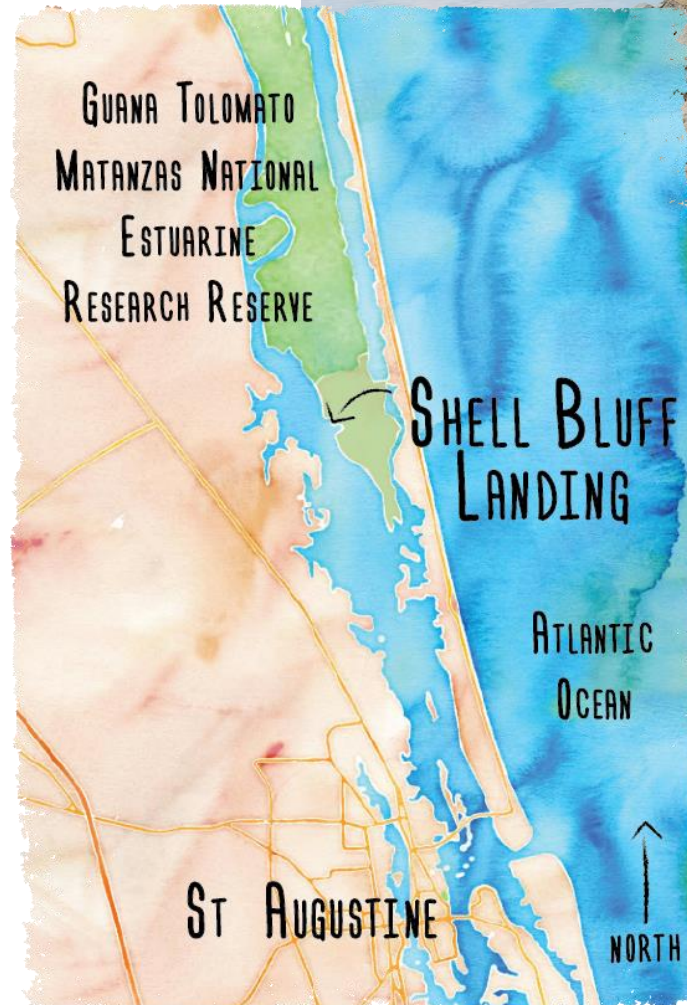 Guana Tolomato
Matanzas National
Estuarine
Research Reserve
Shell Bluff
Landing
Atlantic
Ocean
St Augustine
North